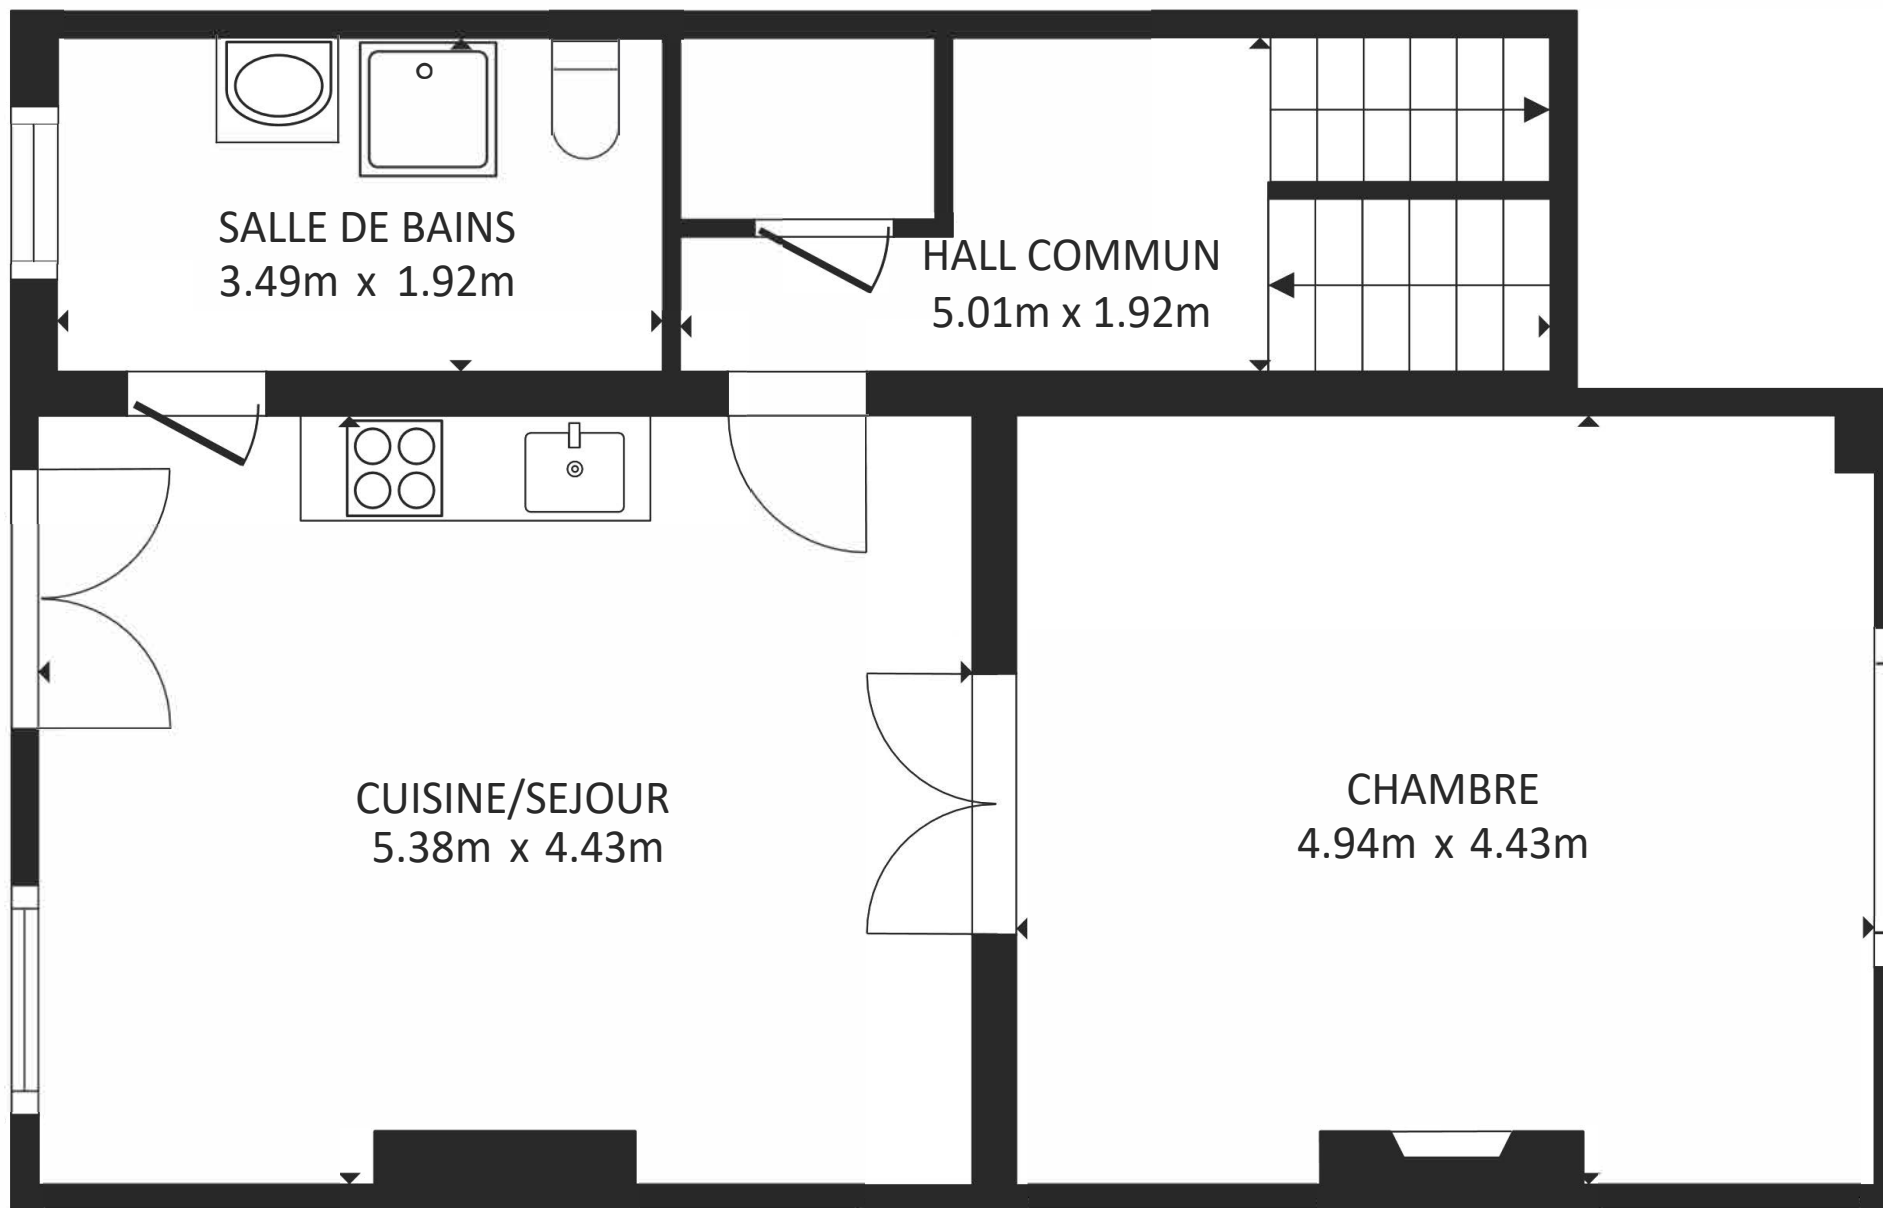 SALLE DE BAINS
3.49m x 1.92m
HALL COMMUN
5.01m x 1.92m
CUISINE/SEJOUR
5.38m x 4.43m
CHAMBRE
4.94m x 4.43m